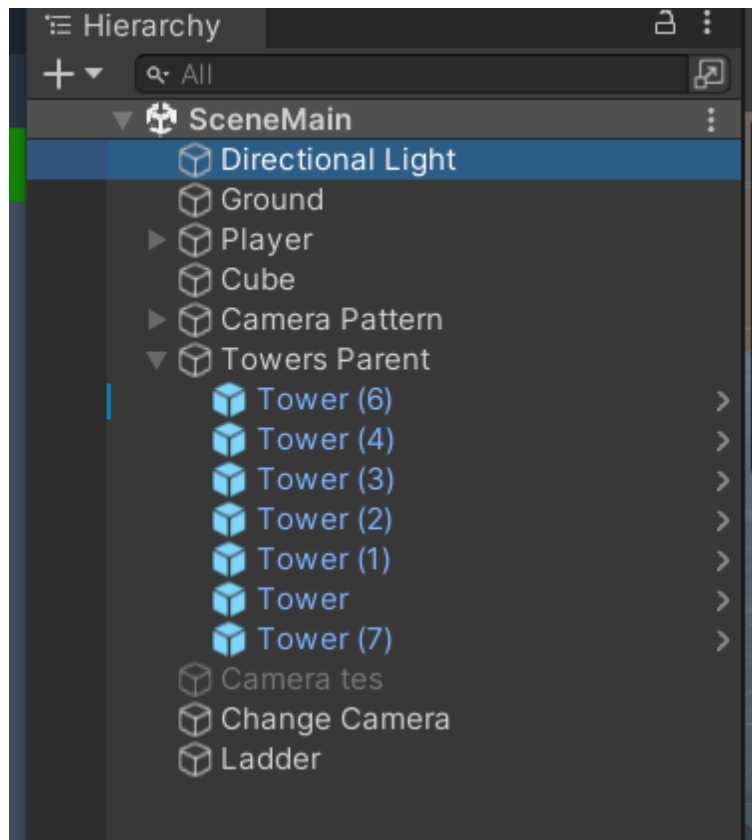 Hierarchy
All
SceneMain
Directional Light
Ground
Player
Cube
Camera Pattern
Towers Parent
Tower (6)
Tower (4)
Tower (3)
Tower (2)
Tower (1)
Tower
Tower (7)
Camera tes
Change Camera
Ladder